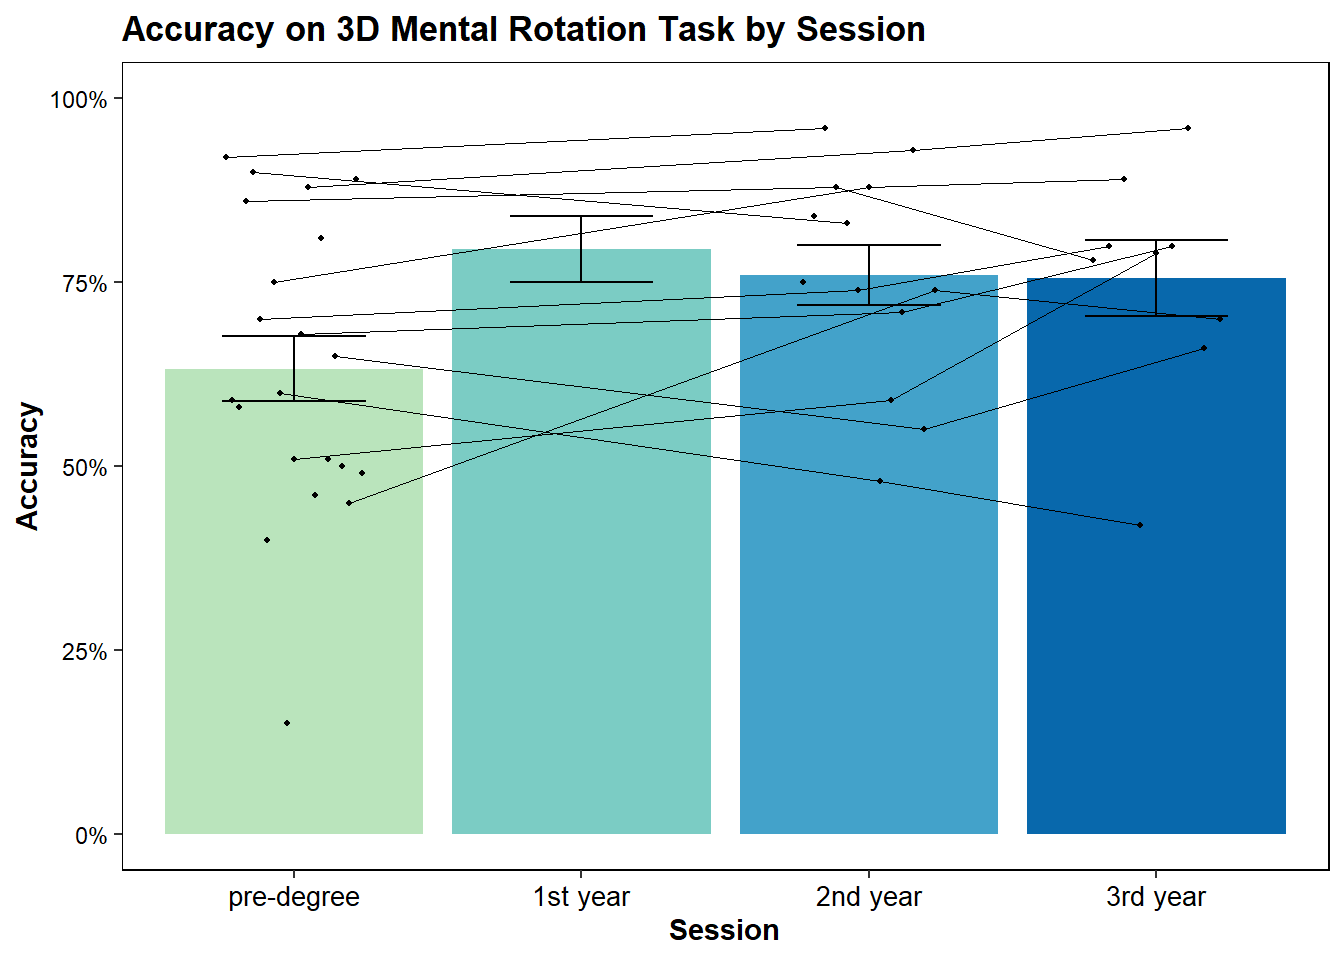 Accuracy on 3D Mental Rotation Task by Session
100%
75%
50%
25%
0%
Accuracy
pre-degree 1st year 2nd year 3rd year
Session